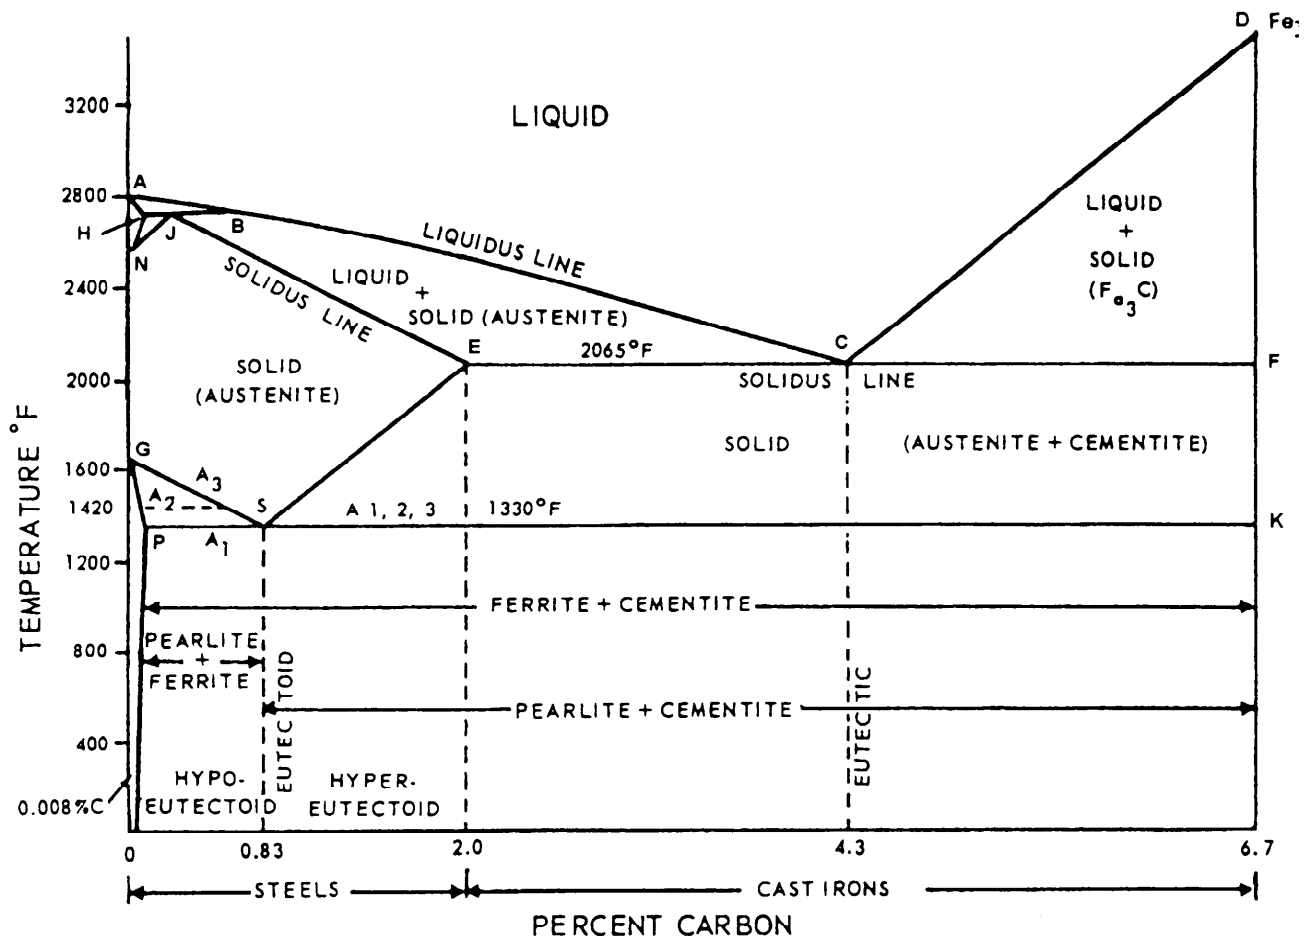 D Fe3
3200
LIQUID
A
2800
LIQUID
+
SOLID
(Fe3C)
H
J
B
LIQUIDUS LINE
N
SOLIDUS LINE
2400
LIQUID
+
SOLID (AUSTENITE)
E
2065°F
C
F
2000
SOLIDUS LINE
SOLID
(AUSTENITE)
SOLID
(AUSTENITE + CEMENTITE)
TEMPERATURE °F
G
1600
A3
A2
1420
S
A 1, 2, 3
1330°F
K
P
A1
1200
FERRITE + CEMENTITE
PEARLITE
+
FERRITE
800
EUTECTOID
EUTECTIC
PEARLITE + CEMENTITE
400
HYPO-
EUTECTOID
HYPER-
EUTECTOID
0.008%C
0
0.83
2.0
4.3
6.7
STEELS
CAST IRONS
PERCENT CARBON